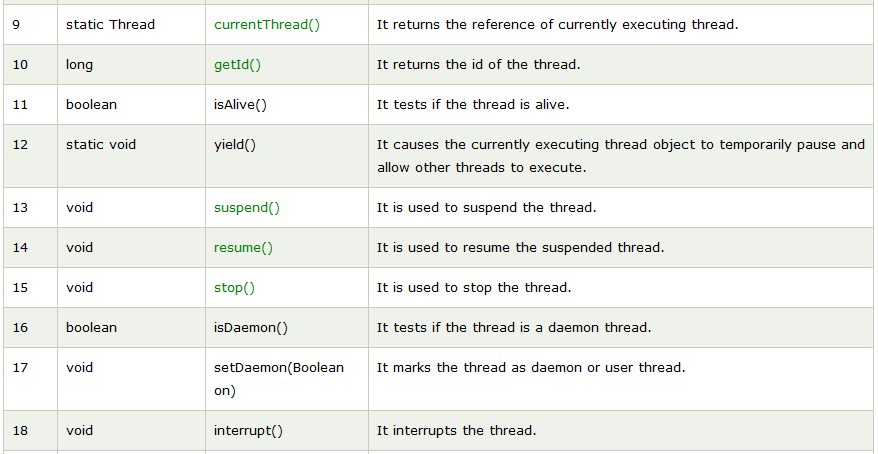 9 static Thread currentThread() It returns the reference of currently executing thread.
10 long getId() It returns the id of the thread.
11 boolean isAlive() It tests if the thread is alive.
12 static void yield() It causes the currently executing thread object to temporarily pause and
allow other threads to execute.
13 void suspend() It is used to suspend the thread.
14 void resume() It is used to resume the suspended thread.
15 void stop() It is used to stop the thread.
16 boolean isDaemon() It tests if the thread is a daemon thread.
17 void setDaemon(Boolean It marks the thread as daemon or user thread.
on)
18 void interrupt() It interrupts the thread.